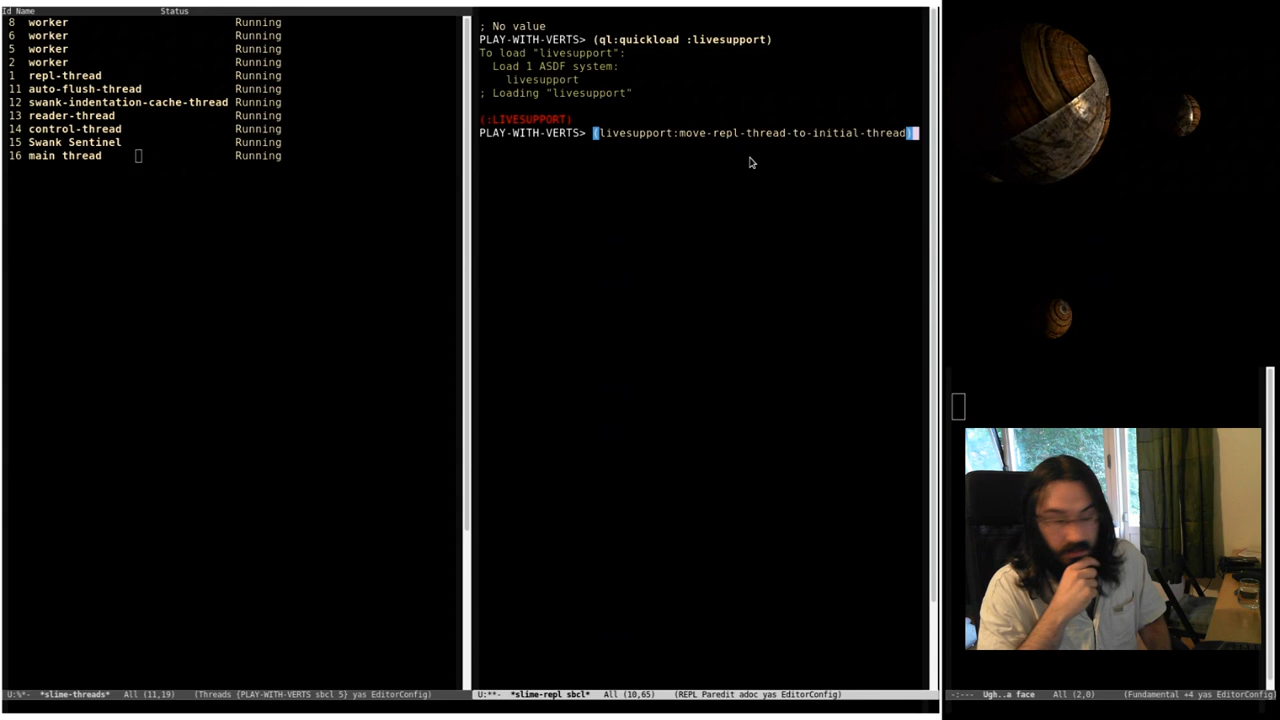 Id Name Status
8 worker Running
6 worker Running
5 worker Running
2 worker Running
1 repl-thread Running
11 auto-flush-thread Running
12 swank-indentation-cache-thread Running
13 reader-thread Running
14 control-thread Running
15 Swank Sentinel Running
16 main thread Running
U:%*- *slime-threads* All (11,19) (Threads {PLAY-WITH-VERTS sbcl 5} yas EditorConfig)
; No value
PLAY-WITH-VERTS> (ql:quickload :livesupport)
To load "livesupport":
Load 1 ASDF system:
livesupport
; Loading "livesupport"
(:LIVESUPPORT)
PLAY-WITH-VERTS> (livesupport:move-repl-thread-to-initial-thread)
U:**- *slime-repl sbcl* All (10,65) (REPL Paredit adoc yas EditorConfig)
-:--- Ugh..a face All (2,0) (Fundamental +4 yas EditorConfig)